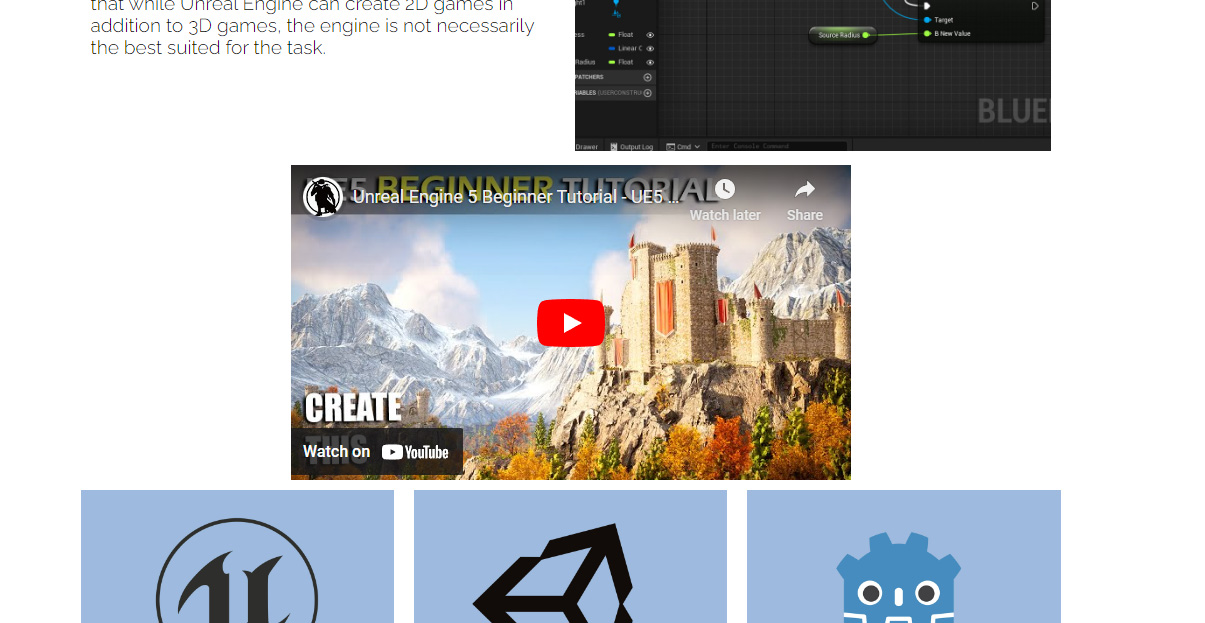 that while Unreal Engine can create 2D games in
addition to 3D games, the engine is not necessarily
the best suited for the task.
Float
Linear C
Radius Float
PATCHERS
RIABLES (USERCONSTRU
Target
Source Radius
B New Value
BLUE
Drawer Output Log Cmd Enter Console Command
UE5 BEGINNER TUTORIAL
Unreal Engine 5 Beginner Tutorial - UE5 ...
Watch later
Share
CREATE
THIS
Watch on YouTube